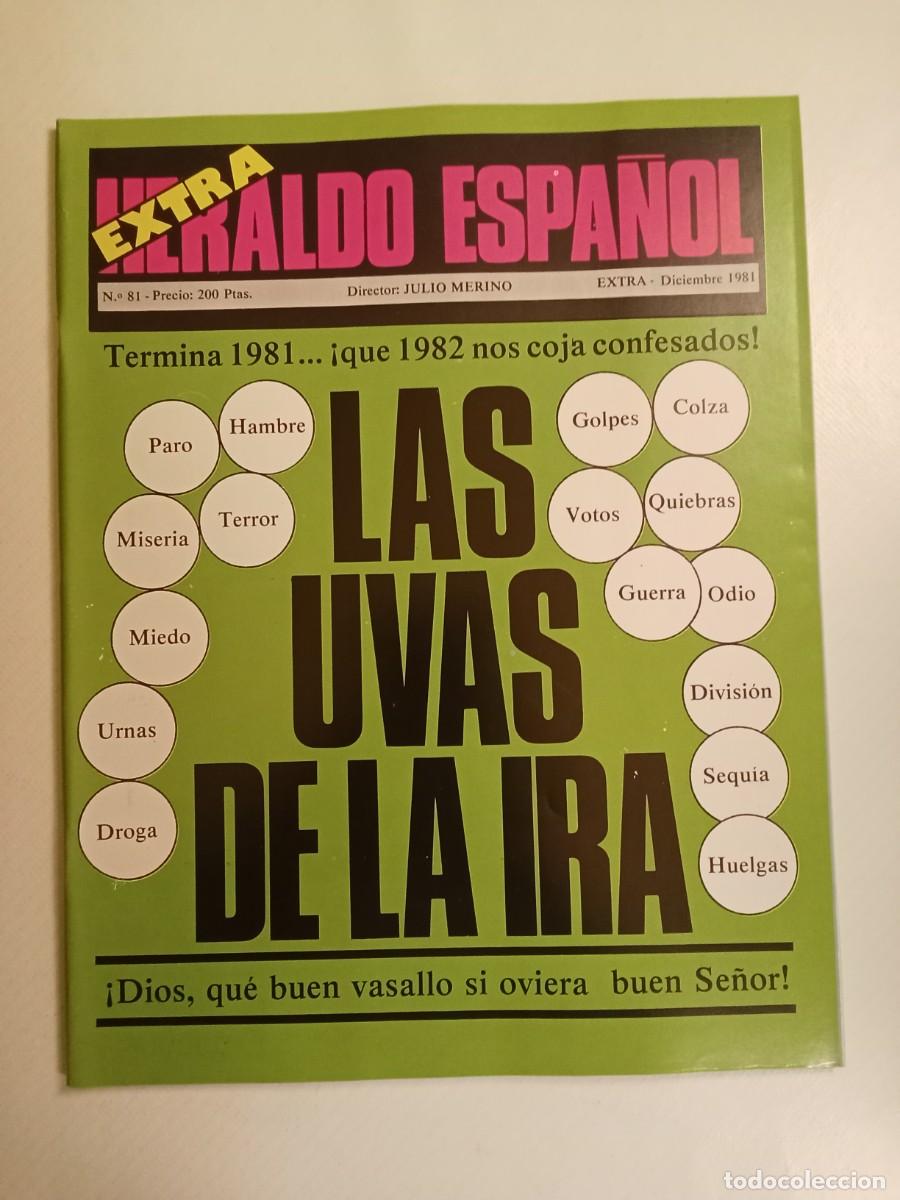 EXTRA
HERALDO ESPAÑOL
N.º 81 - Precio: 200 Ptas. Director: JULIO MERINO EXTRA - Diciembre 1981
Termina 1981... ¡que 1982 nos coja confesados!
LAS
UVAS
DE LA IRA
Paro
Hambre
Miseria
Terror
Miedo
Urnas
Droga
Golpes
Colza
Votos
Quiebras
Guerra
Odio
División
Sequía
Huelgas
¡Dios, qué buen vasallo si oviera buen Señor!
todocoleccion